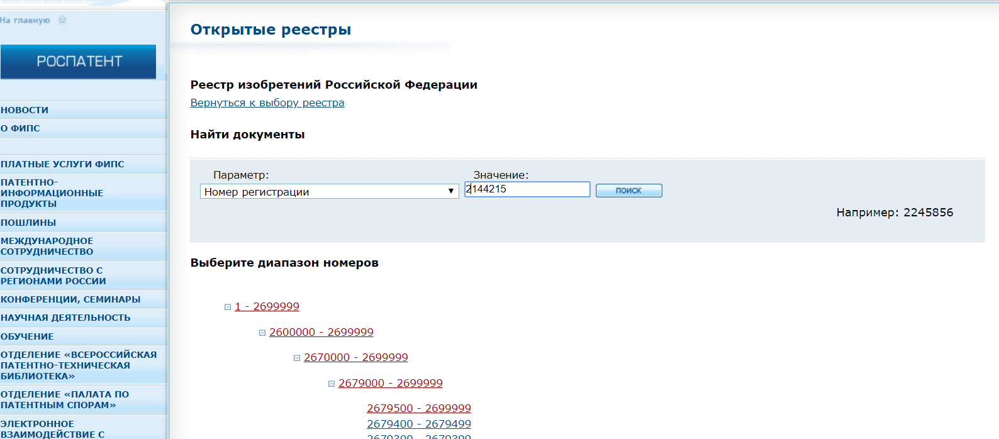 На главную
РОСПАТЕНТ
НОВОСТИ
О ФИПС
ПЛАТНЫЕ УСЛУГИ ФИПС
ПАТЕНТНО-
ИНФОРМАЦИОННЫЕ
ПРОДУКТЫ
ПОШЛИНЫ
МЕЖДУНАРОДНОЕ
СОТРУДНИЧЕСТВО
СОТРУДНИЧЕСТВО С
РЕГИОНАМИ РОССИИ
КОНФЕРЕНЦИИ, СЕМИНАРЫ
НАУЧНАЯ ДЕЯТЕЛЬНОСТЬ
ОБУЧЕНИЕ
ОТДЕЛЕНИЕ «ВСЕРОССИЙСКАЯ
ПАТЕНТНО-ТЕХНИЧЕСКАЯ
БИБЛИОТЕКА»
ОТДЕЛЕНИЕ «ПАЛАТА ПО
ПАТЕНТНЫМ СПОРАМ»
ЭЛЕКТРОННОЕ
ВЗАИМОДЕЙСТВИЕ С
Открытые реестры
Реестр изобретений Российской Федерации
Вернуться к выбору реестра
Найти документы
Параметр: Значение:
Номер регистрации 2144215 ПОИСК
Например: 2245856
Выберите диапазон номеров
1 - 2699999
2600000 - 2699999
2670000 - 2699999
2679000 - 2699999
2679500 - 2699999
2679400 - 2679499
2679300 - 2679399